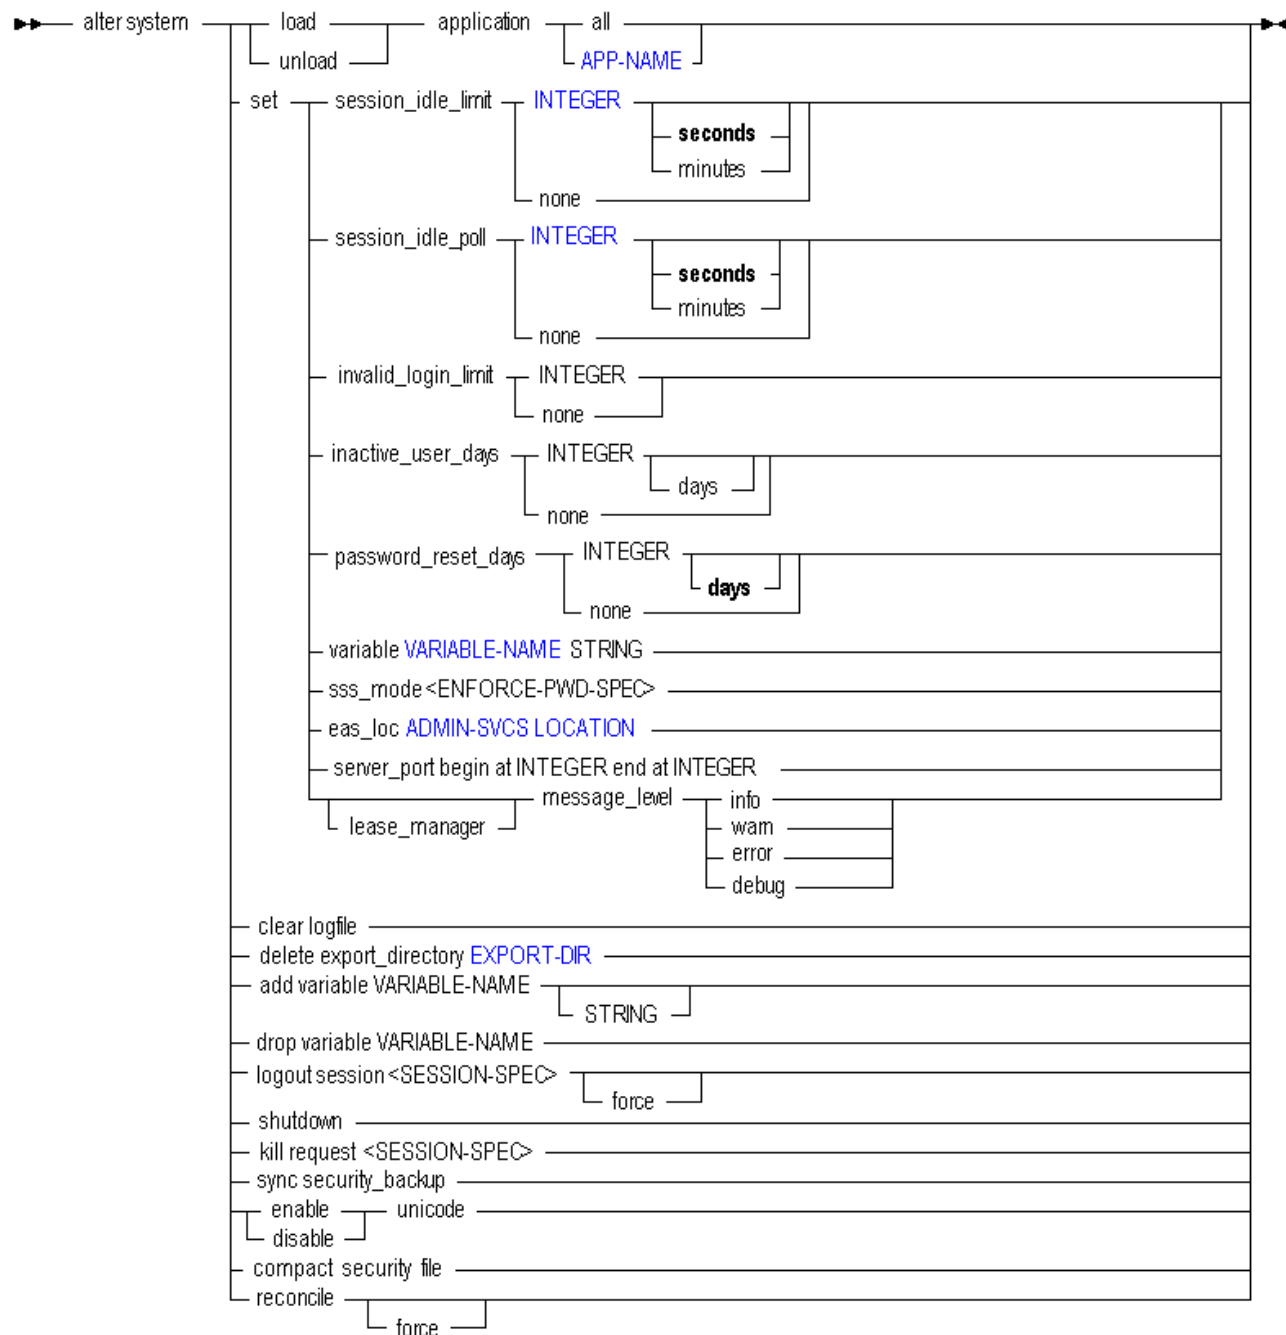 alter system load application all
unload APP-NAME
set session_idle_limit INTEGER
seconds
minutes
none
session_idle_poll INTEGER
seconds
minutes
none
invalid_login_limit INTEGER
none
inactive_user_days INTEGER
days
none
password_reset_days INTEGER
days
none
variable VARIABLE-NAME STRING
sss_mode <ENFORCE-PWD-SPEC>
eas_loc ADMIN-SVCS LOCATION
server_port begin at INTEGER end at INTEGER
message_level info
lease_manager warn
error
debug
clear logfile
delete export_directory EXPORT-DIR
add variable VARIABLE-NAME
STRING
drop variable VARIABLE-NAME
logout session <SESSION-SPEC>
force
shutdown
kill request <SESSION-SPEC>
sync security_backup
enable unicode
disable
compact security file
reconcile
force